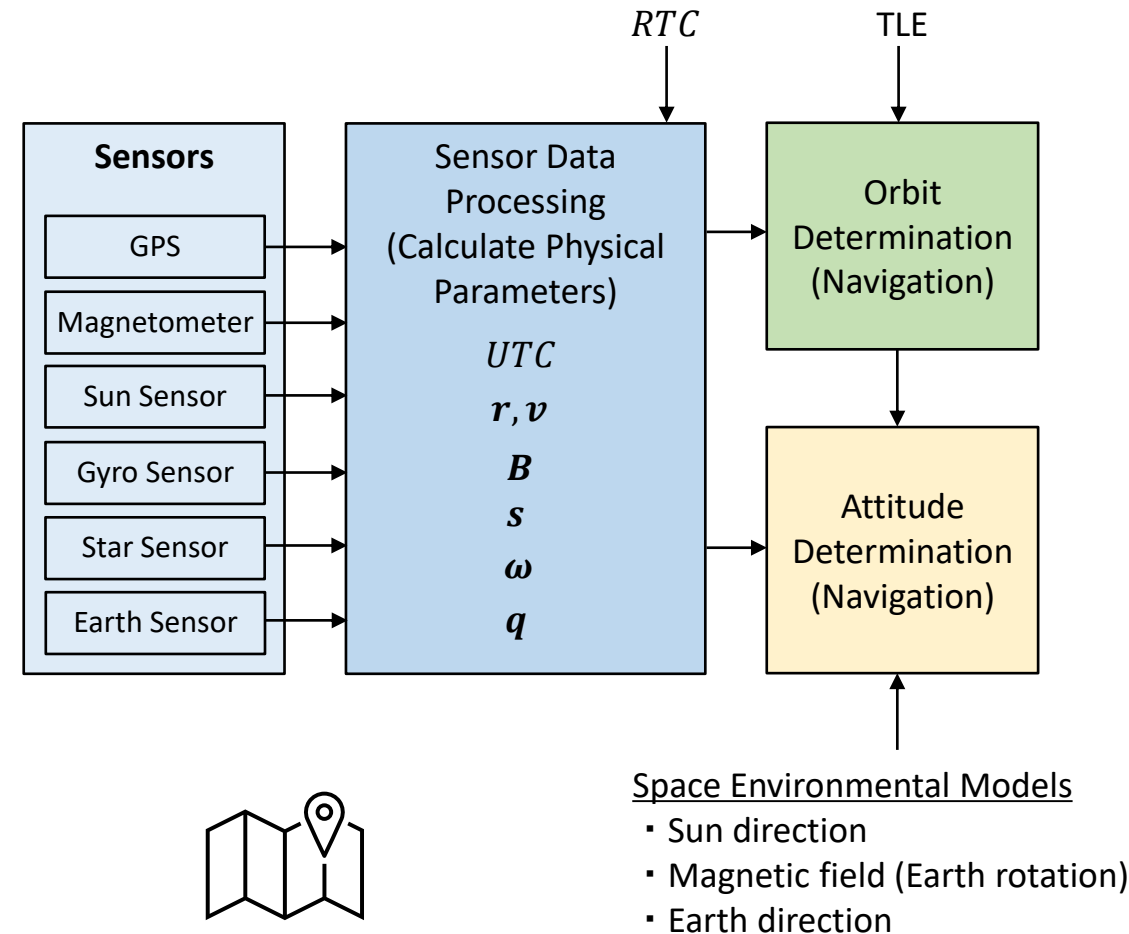 RTC
TLE
Sensors
GPS
Magnetometer
Sun Sensor
Gyro Sensor
Star Sensor
Earth Sensor
Sensor Data
Processing
(Calculate Physical
Parameters)
UTC
r, v
B
s
ω
q
Orbit
Determination
(Navigation)
Attitude
Determination
(Navigation)
Space Environmental Models
・Sun direction
・Magnetic field (Earth rotation)
・Earth direction